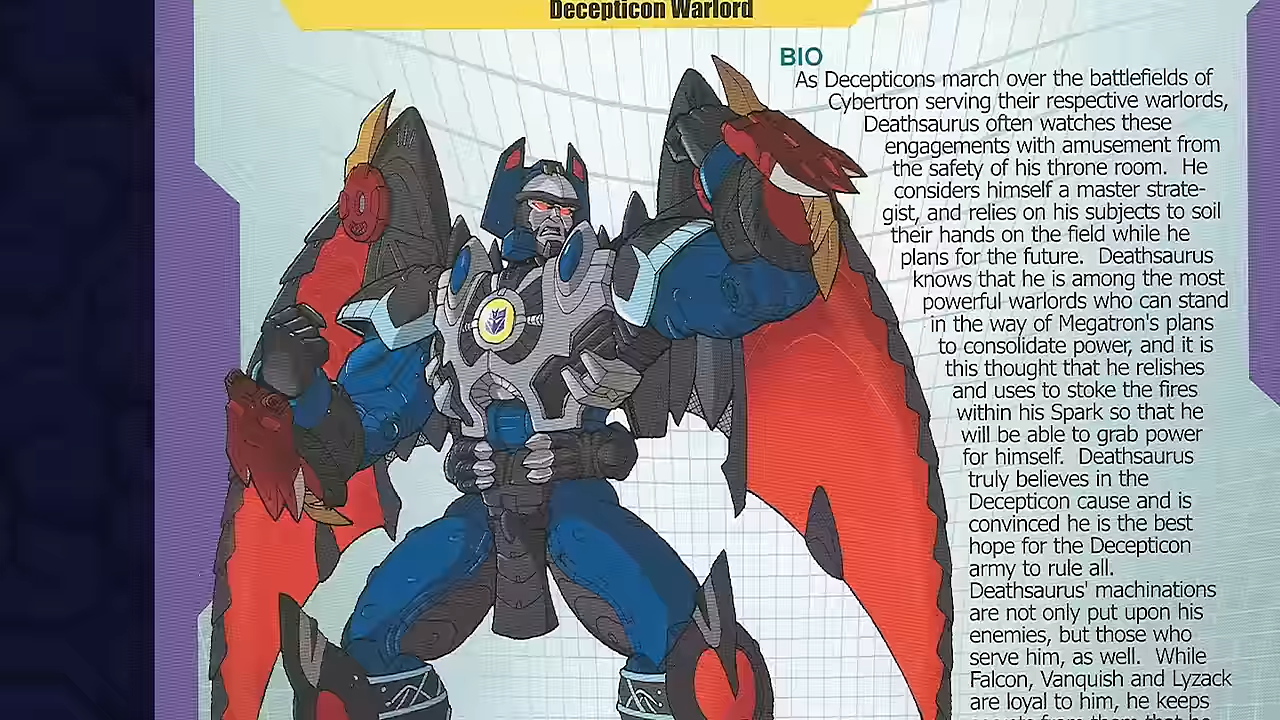 Decepticon Warlord
BIO
As Decepticons march over the battlefields of
Cybertron serving their respective warlords,
Deathsaurus often watches these
engagements with amusement from
the safety of his throne room. He
considers himself a master strate-
gist, and relies on his subjects to soil
their hands on the field while he
plans for the future. Deathsaurus
knows that he is among the most
powerful warlords who can stand
in the way of Megatron's plans
to consolidate power, and it is
this thought that he relishes
and uses to stoke the fires
within his Spark so that he
will be able to grab power
for himself. Deathsaurus
truly believes in the
Decepticon cause and is
convinced he is the best
hope for the Decepticon
army to rule all.
Deathsaurus' machinations
are not only put upon his
enemies, but those who
serve him, as well. While
Falcon, Vanquish and Lyzack
are loyal to him, he keeps